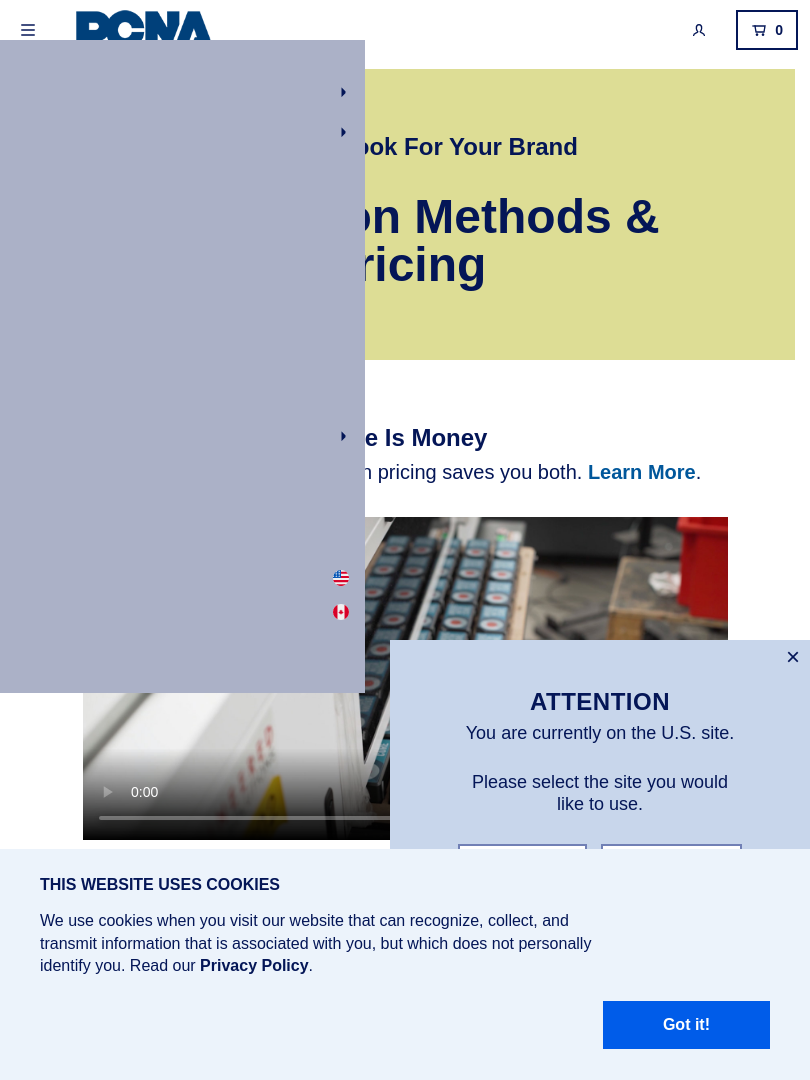 PCNA
0
ook For Your Brand
on Methods &
ricing
e Is Money
n pricing saves you both. Learn More.
0:00
ATTENTION
You are currently on the U.S. site.
Please select the site you would
like to use.
THIS WEBSITE USES COOKIES
We use cookies when you visit our website that can recognize, collect, and
transmit information that is associated with you, but which does not personally
identify you. Read our Privacy Policy.
Got it!